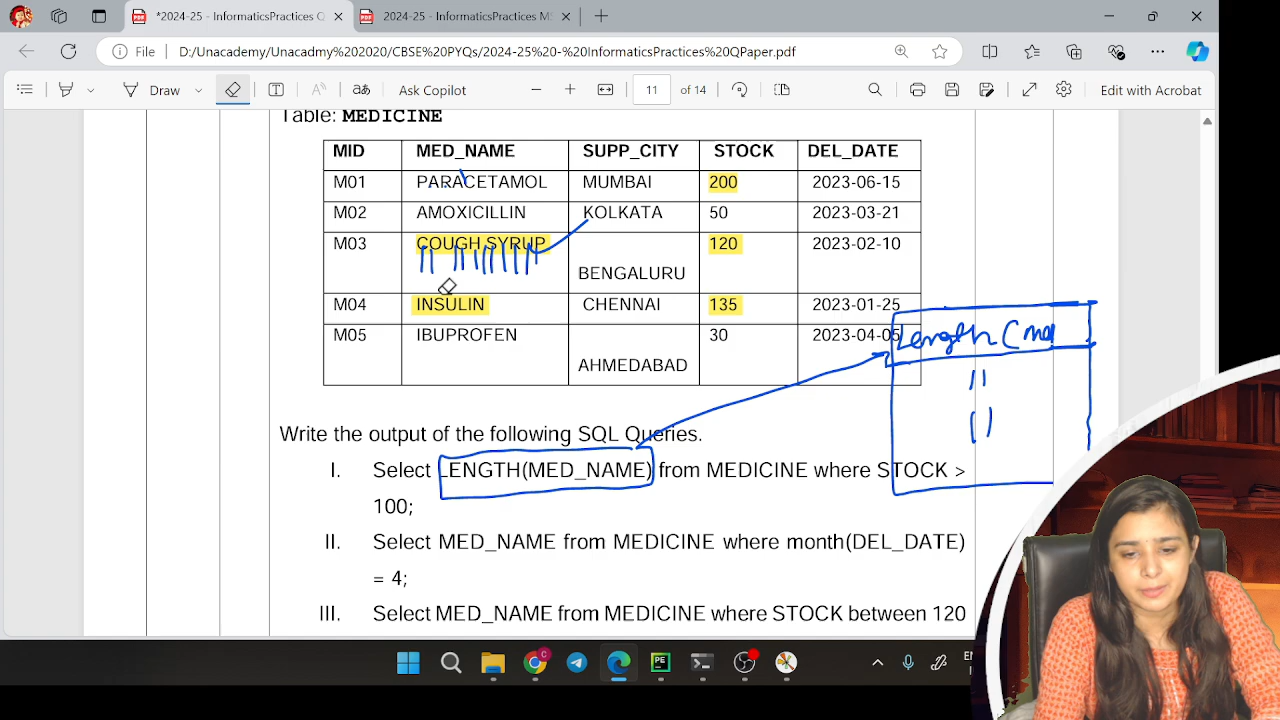 *2024-25 - InformaticsPractices Q
2024-25 - InformaticsPractices MS
File D:/Unacademy/Unacadmy%202020/CBSE%20PYQs/2024-25%20-%20InformaticsPractices%20QPaper.pdf
Draw Ask Copilot 11 of 14 Edit with Acrobat
Table: MEDICINE
MID MED_NAME SUPP_CITY STOCK DEL_DATE
M01 PARACETAMOL MUMBAI 200 2023-06-15
M02 AMOXICILLIN KOLKATA 50 2023-03-21
M03 COUGH SYRUP 120 2023-02-10
BENGALURU
M04 INSULIN CHENNAI 135 2023-01-25
M05 IBUPROFEN 30 2023-04-05
Length (med
AHMEDABAD
11
11
Write the output of the following SQL Queries.
I. Select LENGTH(MED_NAME) from MEDICINE where STOCK >
100;
II. Select MED_NAME from MEDICINE where month(DEL_DATE)
= 4;
III. Select MED_NAME from MEDICINE where STOCK between 120